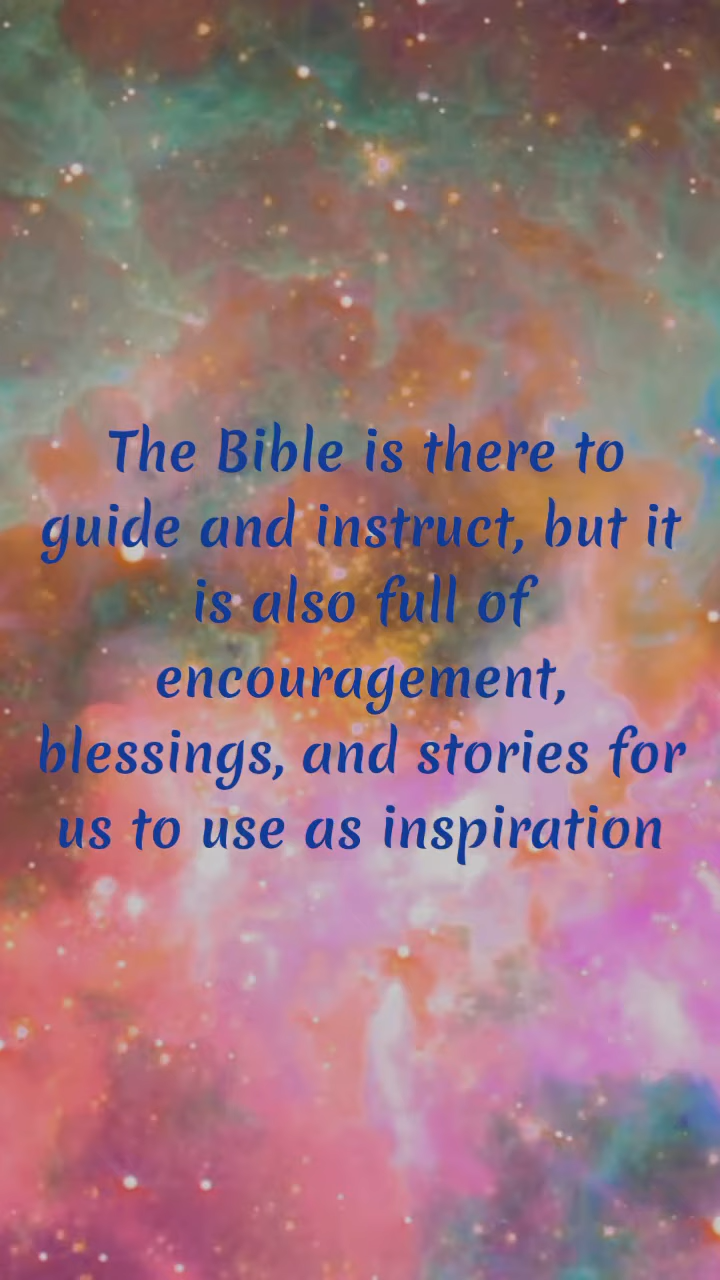 The Bible is there to
guide and instruct, but it
is also full of
encouragement,
blessings, and stories for
us to use as inspiration